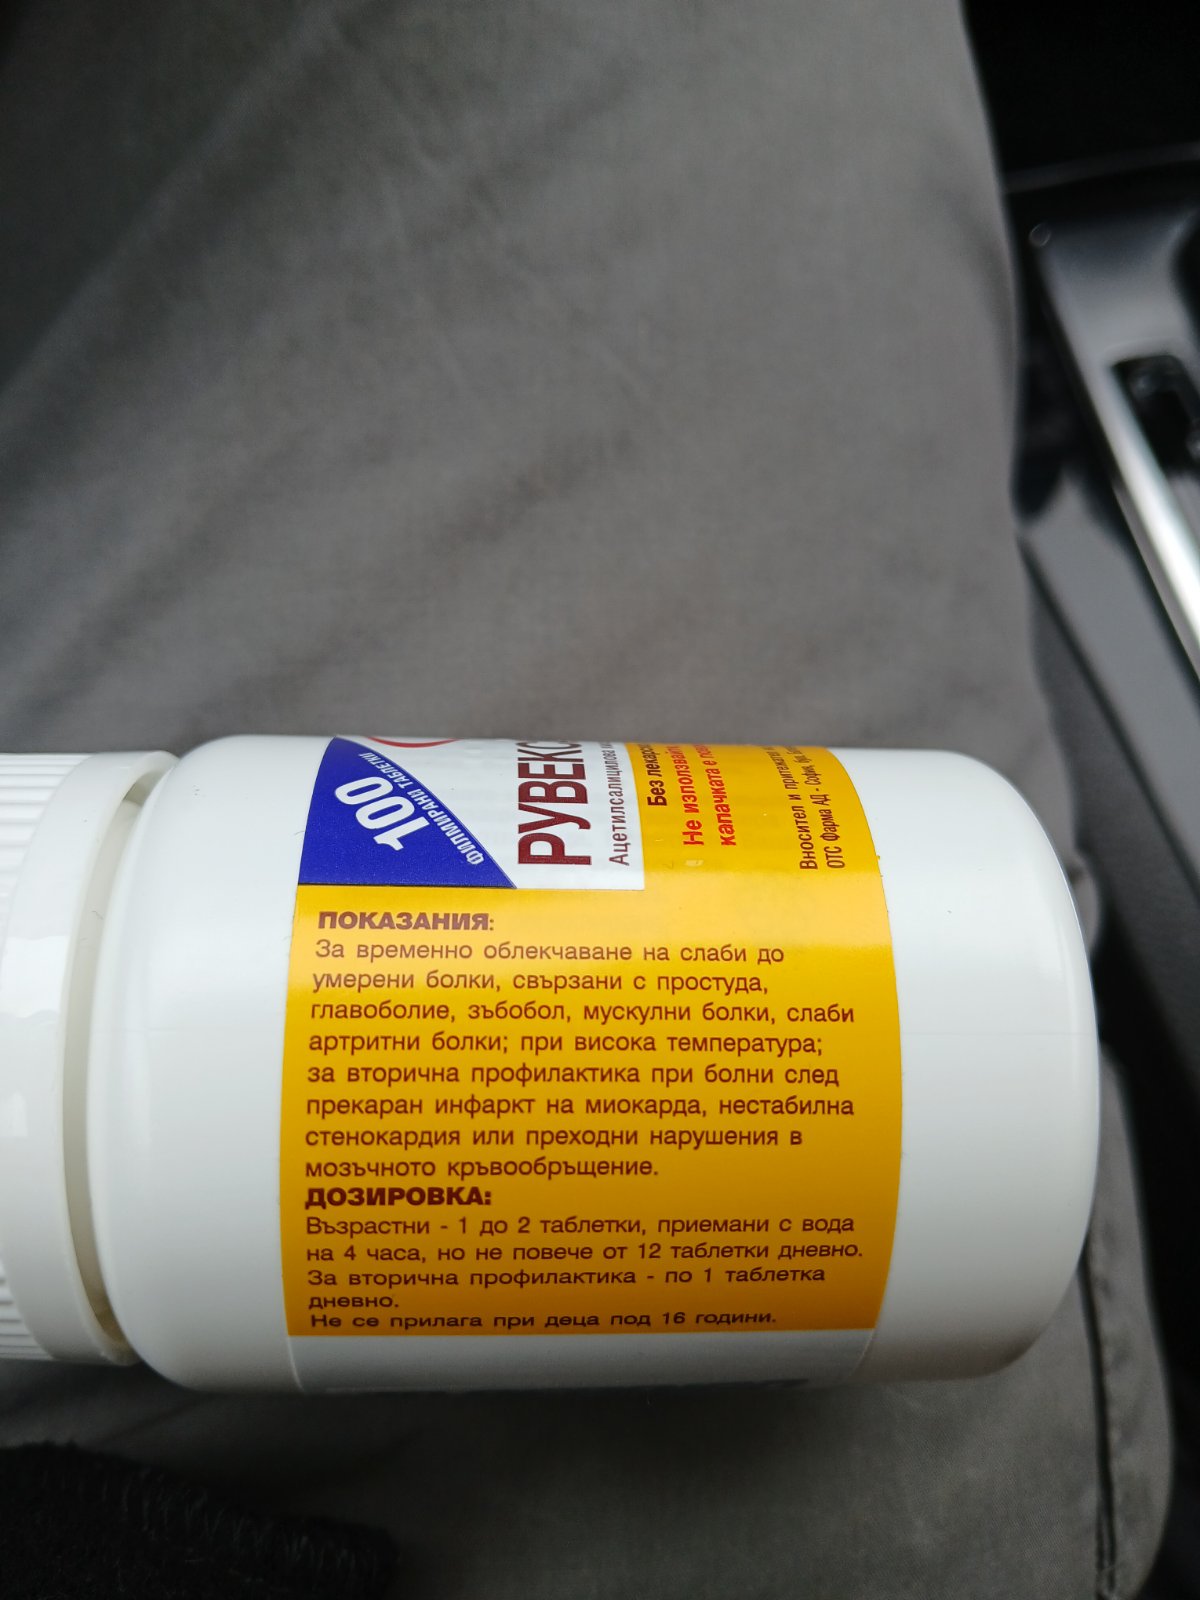 100
ФИЛМИРАНИ ТАБЛЕТКИ
Ацетилсалицилова
Без
Не
капачката е
Вносител и
ОТС Фарма АД - София, бул.
ПОКАЗАНИЯ:
За временно облекчаване на слаби до
умерени болки, свързани с простуда,
главоболие, зъбобол, мускулни болки, слаби
артритни болки; при висока температура;
за вторична профилактика при болни след
прекаран инфаркт на миокарда, нестабилна
стенокардия или преходни нарушения в
мозъчното кръвообръщение.
ДОЗИРОВКА:
Възрастни - 1 до 2 таблетки, приемани с вода
на 4 часа, но не повече от 12 таблетки дневно.
За вторична профилактика - по 1 таблетка
дневно.
Не се прилага при деца под 16 години.